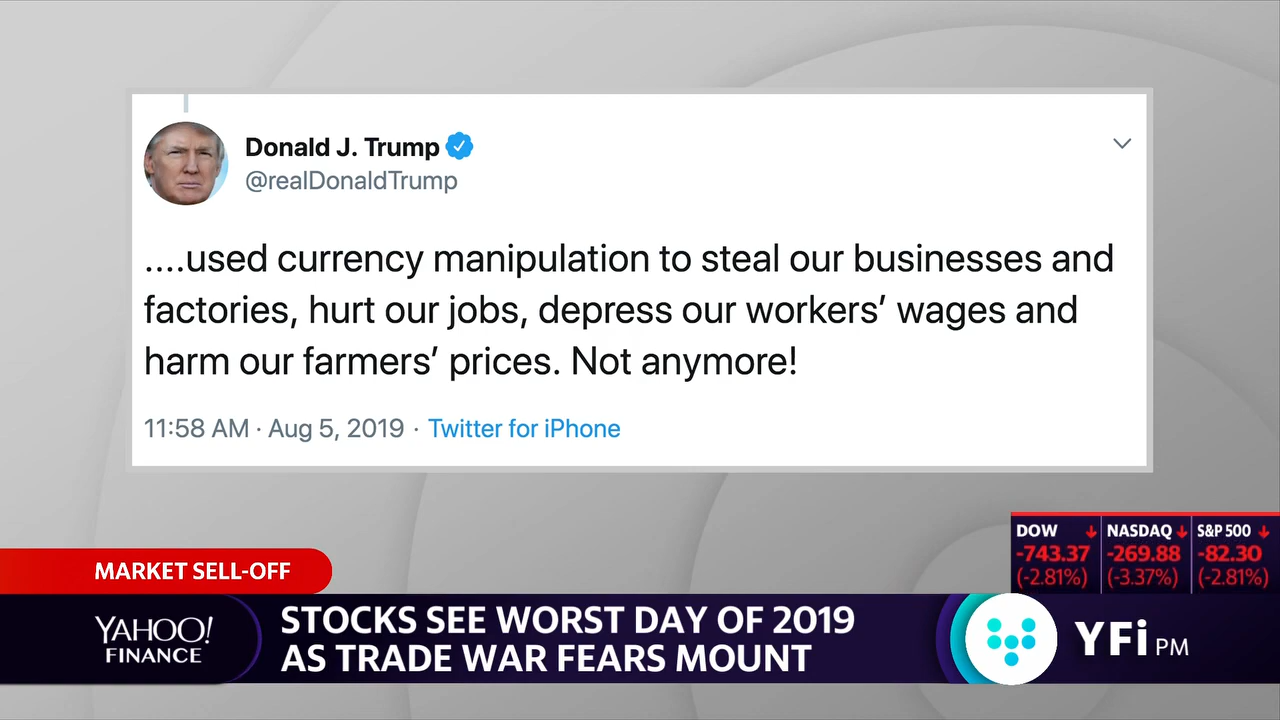 Donald J. Trump
@realDonaldTrump
....used currency manipulation to steal our businesses and
factories, hurt our jobs, depress our workers’ wages and
harm our farmers’ prices. Not anymore!
11:58 AM · Aug 5, 2019 · Twitter for iPhone
DOW
-743.37
(-2.81%)
NASDAQ
-269.88
(-3.37%)
S&P 500
-82.30
(-2.81%)
MARKET SELL-OFF
YAHOO!
FINANCE
STOCKS SEE WORST DAY OF 2019
AS TRADE WAR FEARS MOUNT
YFi PM